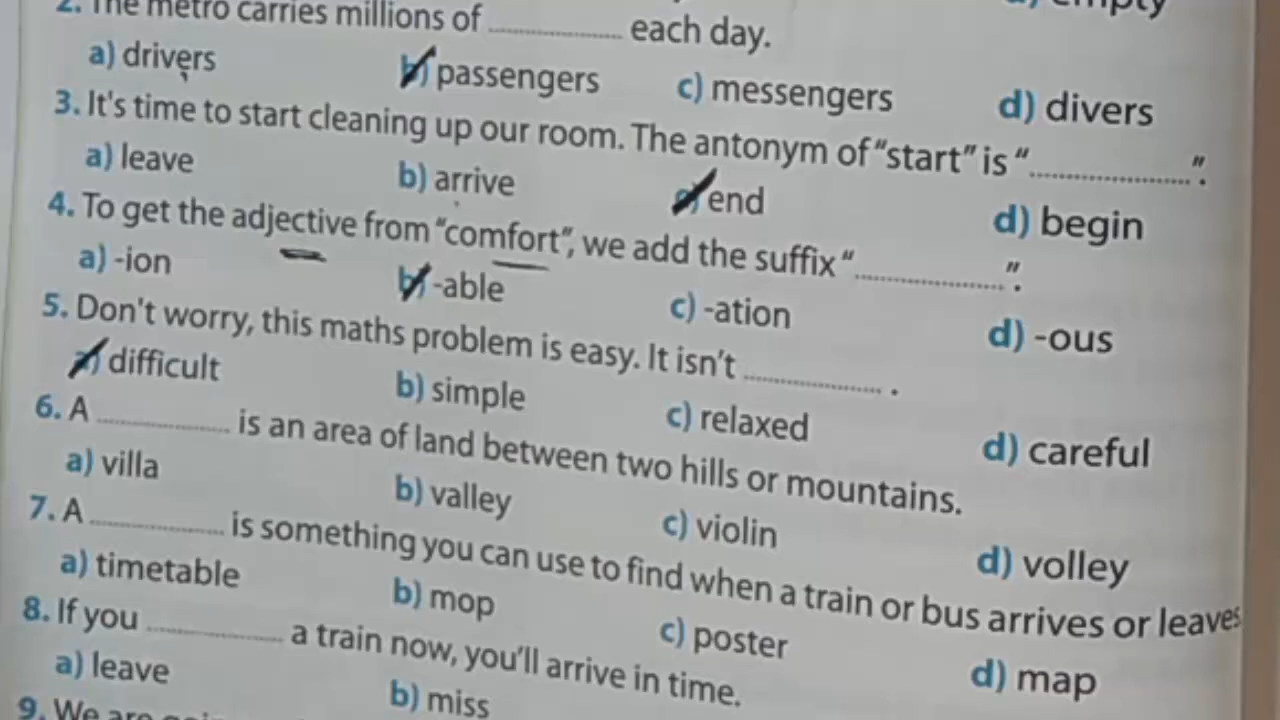 2. The metro carries millions of .................... each day.
a) drivers b) passengers c) messengers d) divers
3. It's time to start cleaning up our room. The antonym of “start” is “....................”.
a) leave b) arrive c) end d) begin
4. To get the adjective from “comfort”, we add the suffix “....................”.
a) -ion b) -able c) -ation d) -ous
5. Don't worry, this maths problem is easy. It isn't .................... .
a) difficult b) simple c) relaxed d) careful
6. A .................... is an area of land between two hills or mountains.
a) villa b) valley c) violin d) volley
7. A .................... is something you can use to find when a train or bus arrives or leaves
a) timetable b) mop c) poster d) map
8. If you .................... a train now, you'll arrive in time.
a) leave b) miss
9. We are